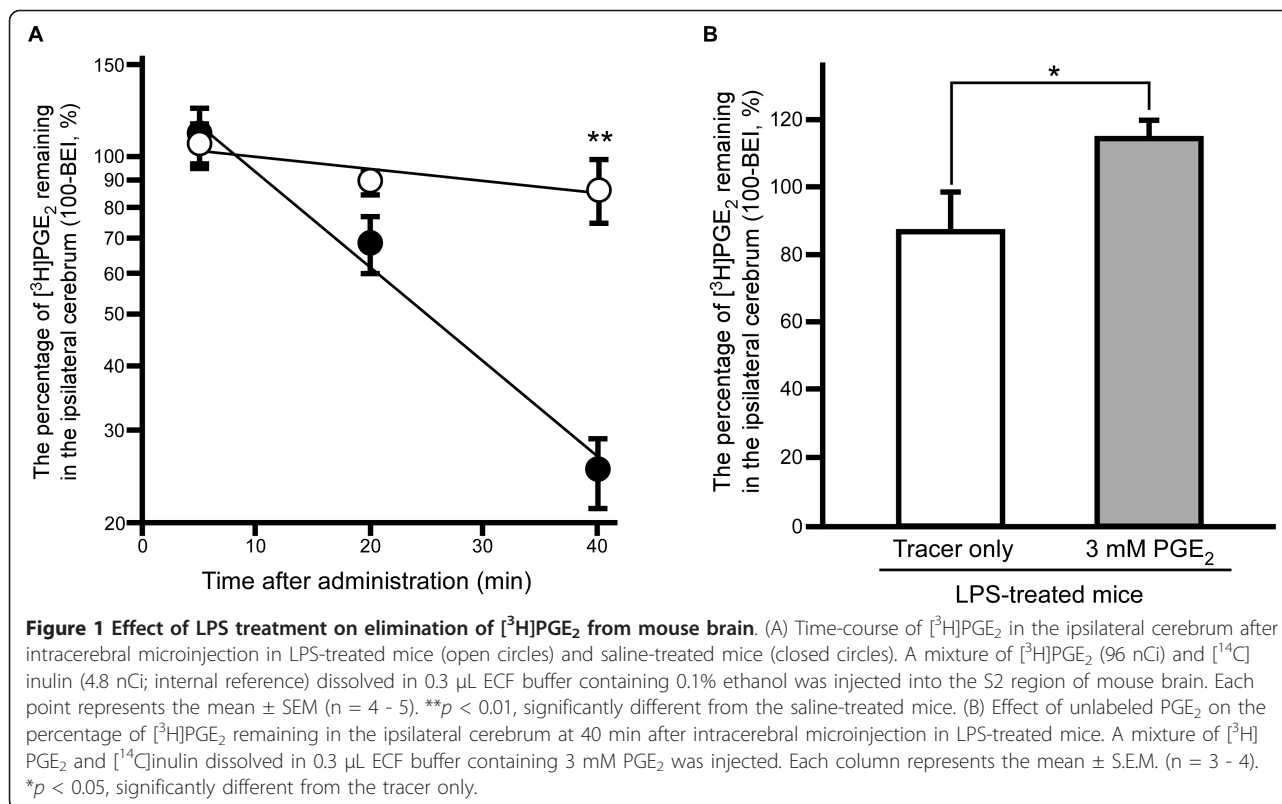 A
The percentage of [³H]PGE₂ remaining
in the ipsilateral cerebrum (100-BEI, %)
150
100
90
80
70
60
50
40
30
20
**
0
10
20
30
40
Time after administration (min)
B
The percentage of [³H]PGE₂ remaining
in the ipsilateral cerebrum (100-BEI, %)
120
100
80
60
40
20
0
*
Tracer only
3 mM PGE₂
LPS-treated mice
Figure 1 Effect of LPS treatment on elimination of [³H]PGE₂ from mouse brain. (A) Time-course of [³H]PGE₂ in the ipsilateral cerebrum after
intracerebral microinjection in LPS-treated mice (open circles) and saline-treated mice (closed circles). A mixture of [³H]PGE₂ (96 nCi) and [¹⁴C]
inulin (4.8 nCi; internal reference) dissolved in 0.3 μL ECF buffer containing 0.1% ethanol was injected into the S2 region of mouse brain. Each
point represents the mean ± SEM (n = 4 - 5). **p < 0.01, significantly different from the saline-treated mice. (B) Effect of unlabeled PGE₂ on the
percentage of [³H]PGE₂ remaining in the ipsilateral cerebrum at 40 min after intracerebral microinjection in LPS-treated mice. A mixture of [³H]
PGE₂ and [¹⁴C]inulin dissolved in 0.3 μL ECF buffer containing 3 mM PGE₂ was injected. Each column represents the mean ± S.E.M. (n = 3 - 4).
*p < 0.05, significantly different from the tracer only.